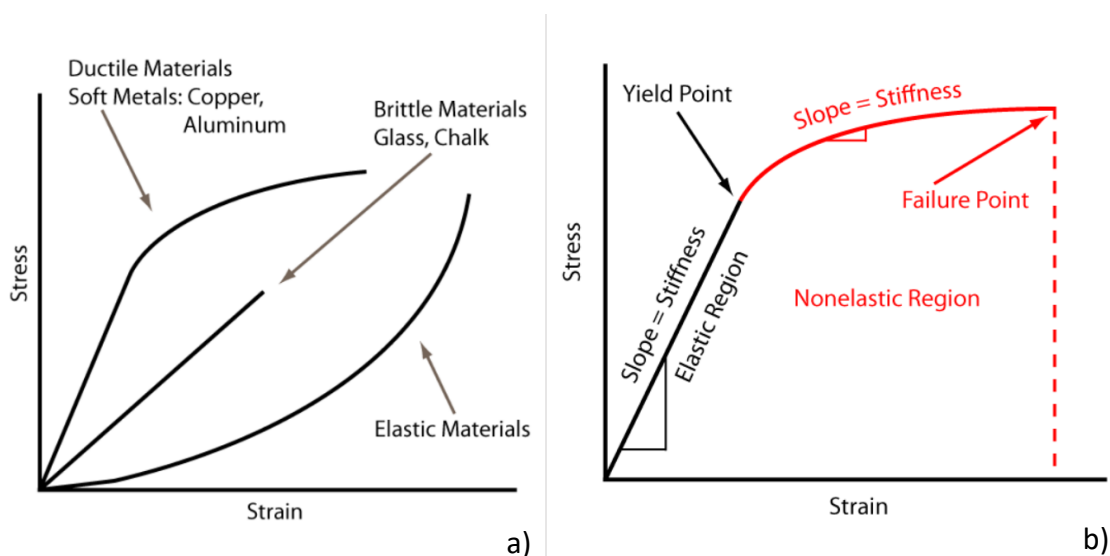 Ductile Materials
Soft Metals: Copper,
Aluminum
Brittle Materials
Glass, Chalk
Elastic Materials
Stress
Strain
a)
Yield Point
Slope = Stiffness
Failure Point
Slope = Stiffness
Elastic Region
Nonelastic Region
Stress
Strain
b)